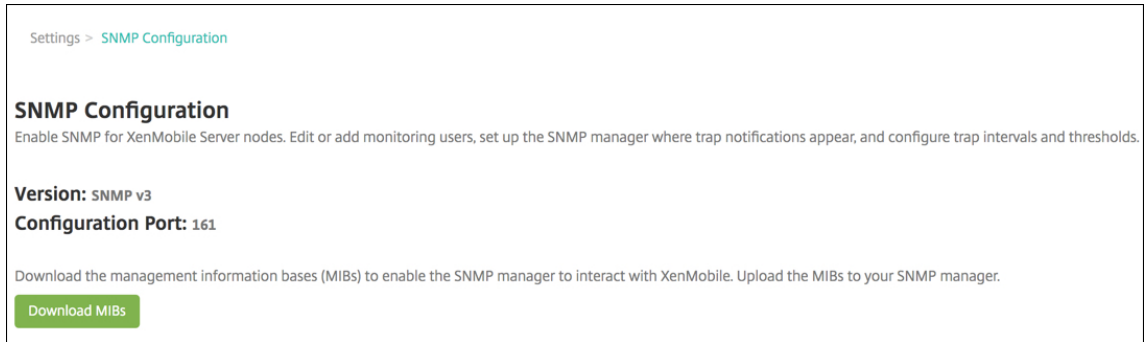 Settings > SNMP Configuration
SNMP Configuration
Enable SNMP for XenMobile Server nodes. Edit or add monitoring users, set up the SNMP manager where trap notifications appear, and configure trap intervals and thresholds.
Version: SNMP v3
Configuration Port: 161
Download the management information bases (MIBs) to enable the SNMP manager to interact with XenMobile. Upload the MIBs to your SNMP manager.
Download MIBs